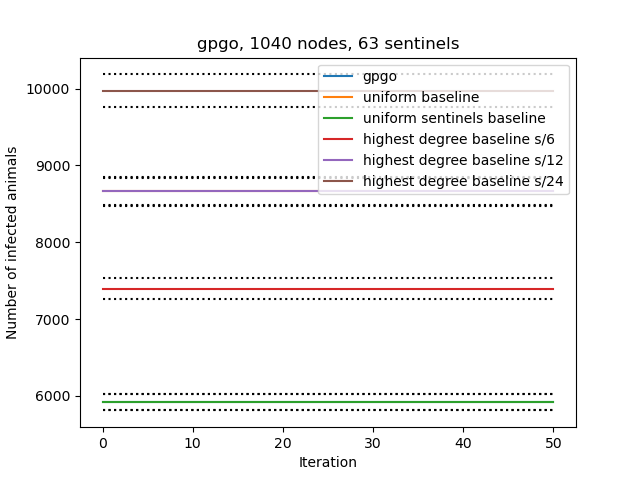 gpgo, 1040 nodes, 63 sentinels
gpgo
uniform baseline
uniform sentinels baseline
highest degree baseline s/6
highest degree baseline s/12
highest degree baseline s/24
Number of infected animals
10000
9000
8000
7000
6000
0 10 20 30 40 50
Iteration